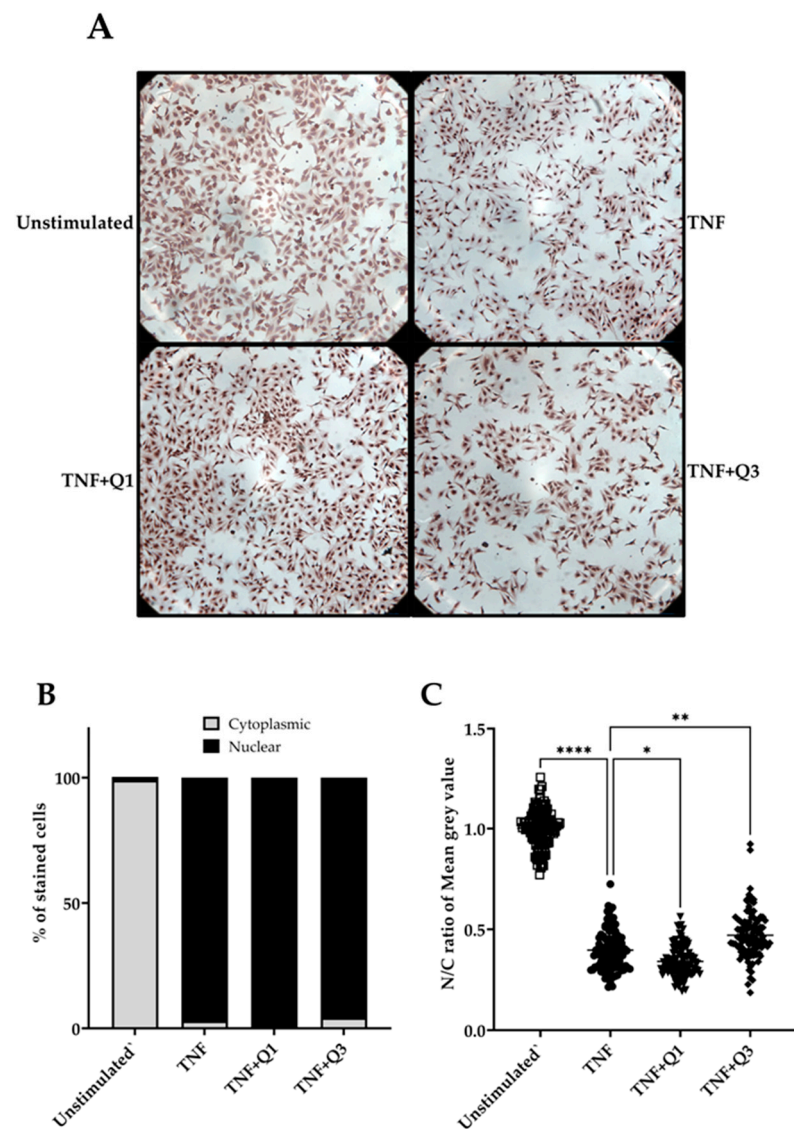 A
Unstimulated
TNF
TNF+Q1
TNF+Q3
B
Cytoplasmic
Nuclear
% of stained cells
100
50
0
Unstimulated`
TNF
TNF+Q1
TNF+Q3
C
N/C ratio of Mean grey value
1.5
1.0
0.5
0.0
**
****
*
Unstimulated`
TNF
TNF+Q1
TNF+Q3